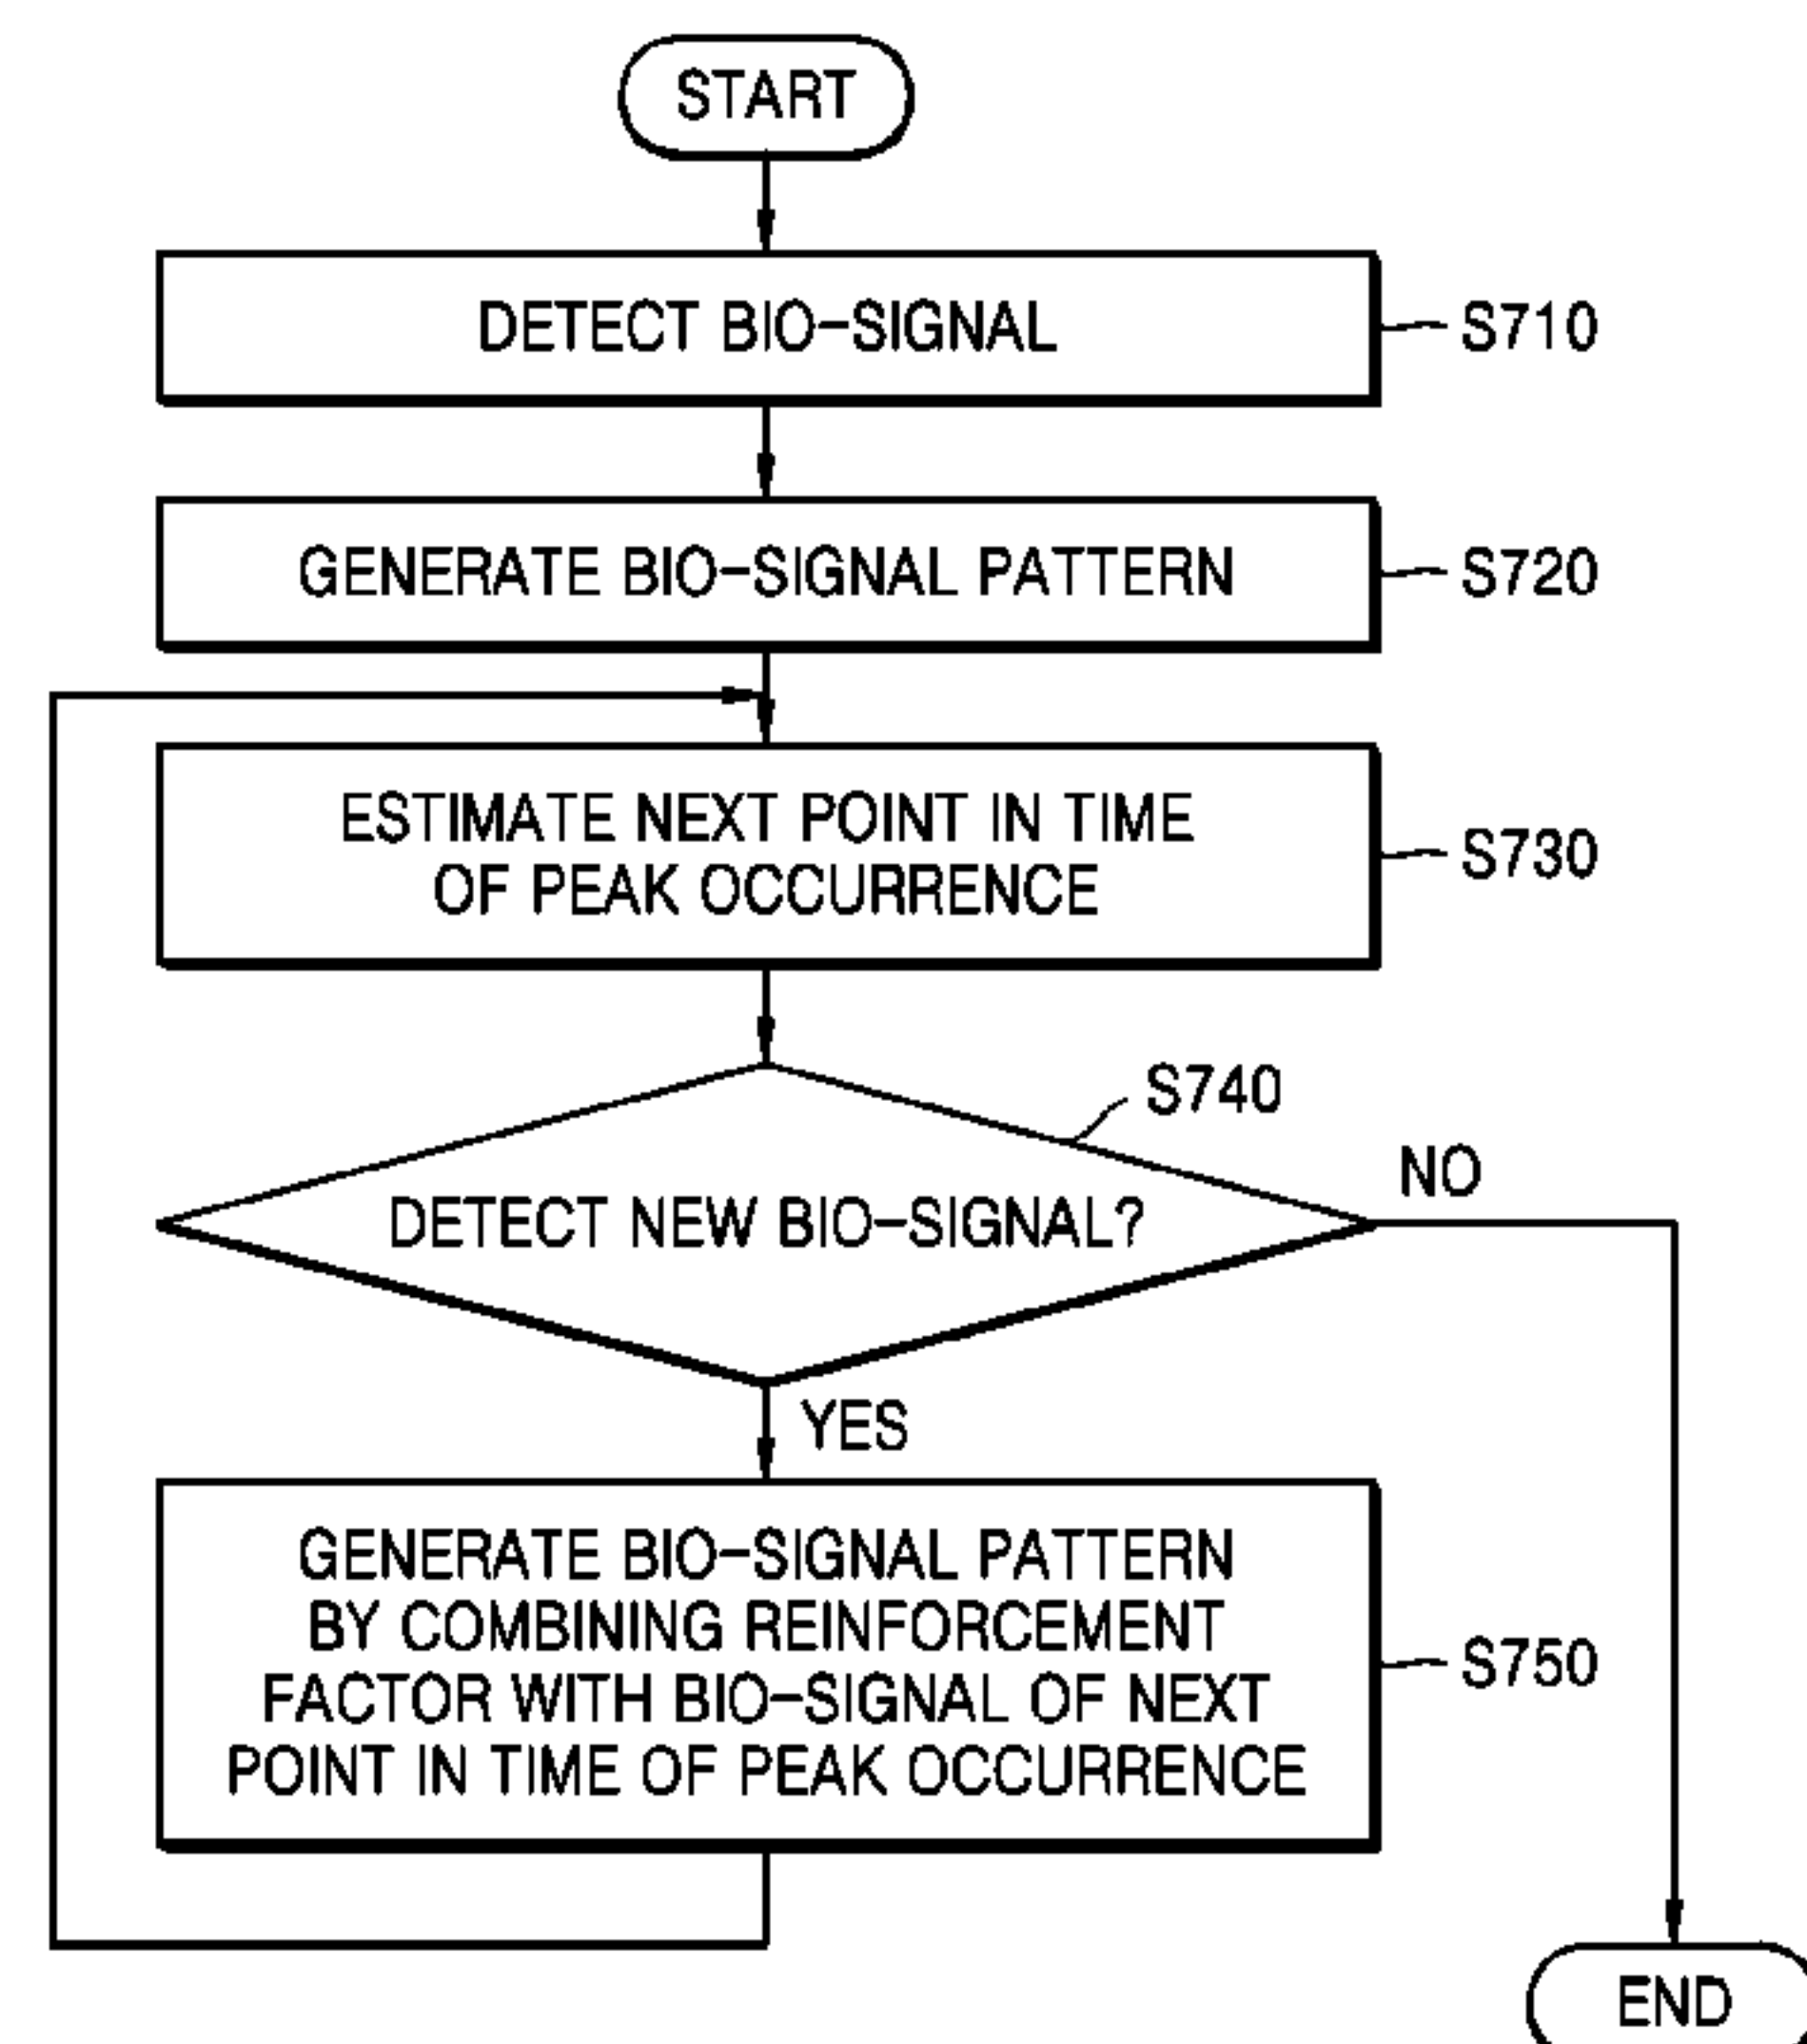 START
DETECT BIO-SIGNAL
S710
GENERATE BIO-SIGNAL PATTERN
S720
ESTIMATE NEXT POINT IN TIME
OF PEAK OCCURRENCE
S730
S740
DETECT NEW BIO-SIGNAL?
NO
YES
GENERATE BIO-SIGNAL PATTERN
BY COMBINING REINFORCEMENT
FACTOR WITH BIO-SIGNAL OF NEXT
POINT IN TIME OF PEAK OCCURRENCE
S750
END